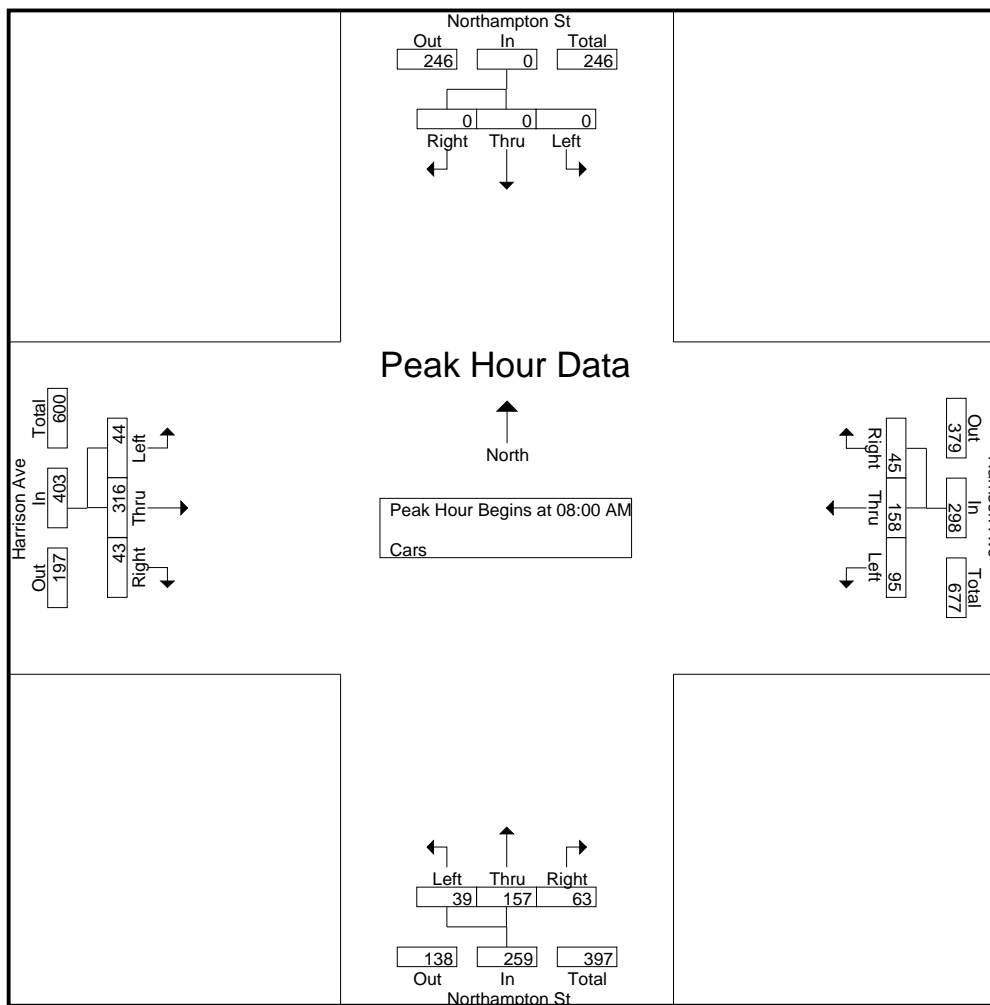 Northampton St
Out In Total
246 0 246
0 0 0
Right Thru Left
Peak Hour Data
North
Peak Hour Begins at 08:00 AM
Cars
Harrison Ave
Out In Total
197 403 600
Right Thru Left
43 316 44
Out In Total
379 298 677
Right Thru Left
45 158 95
Left Thru Right
39 157 63
138 259 397
Out In Total
Northampton St